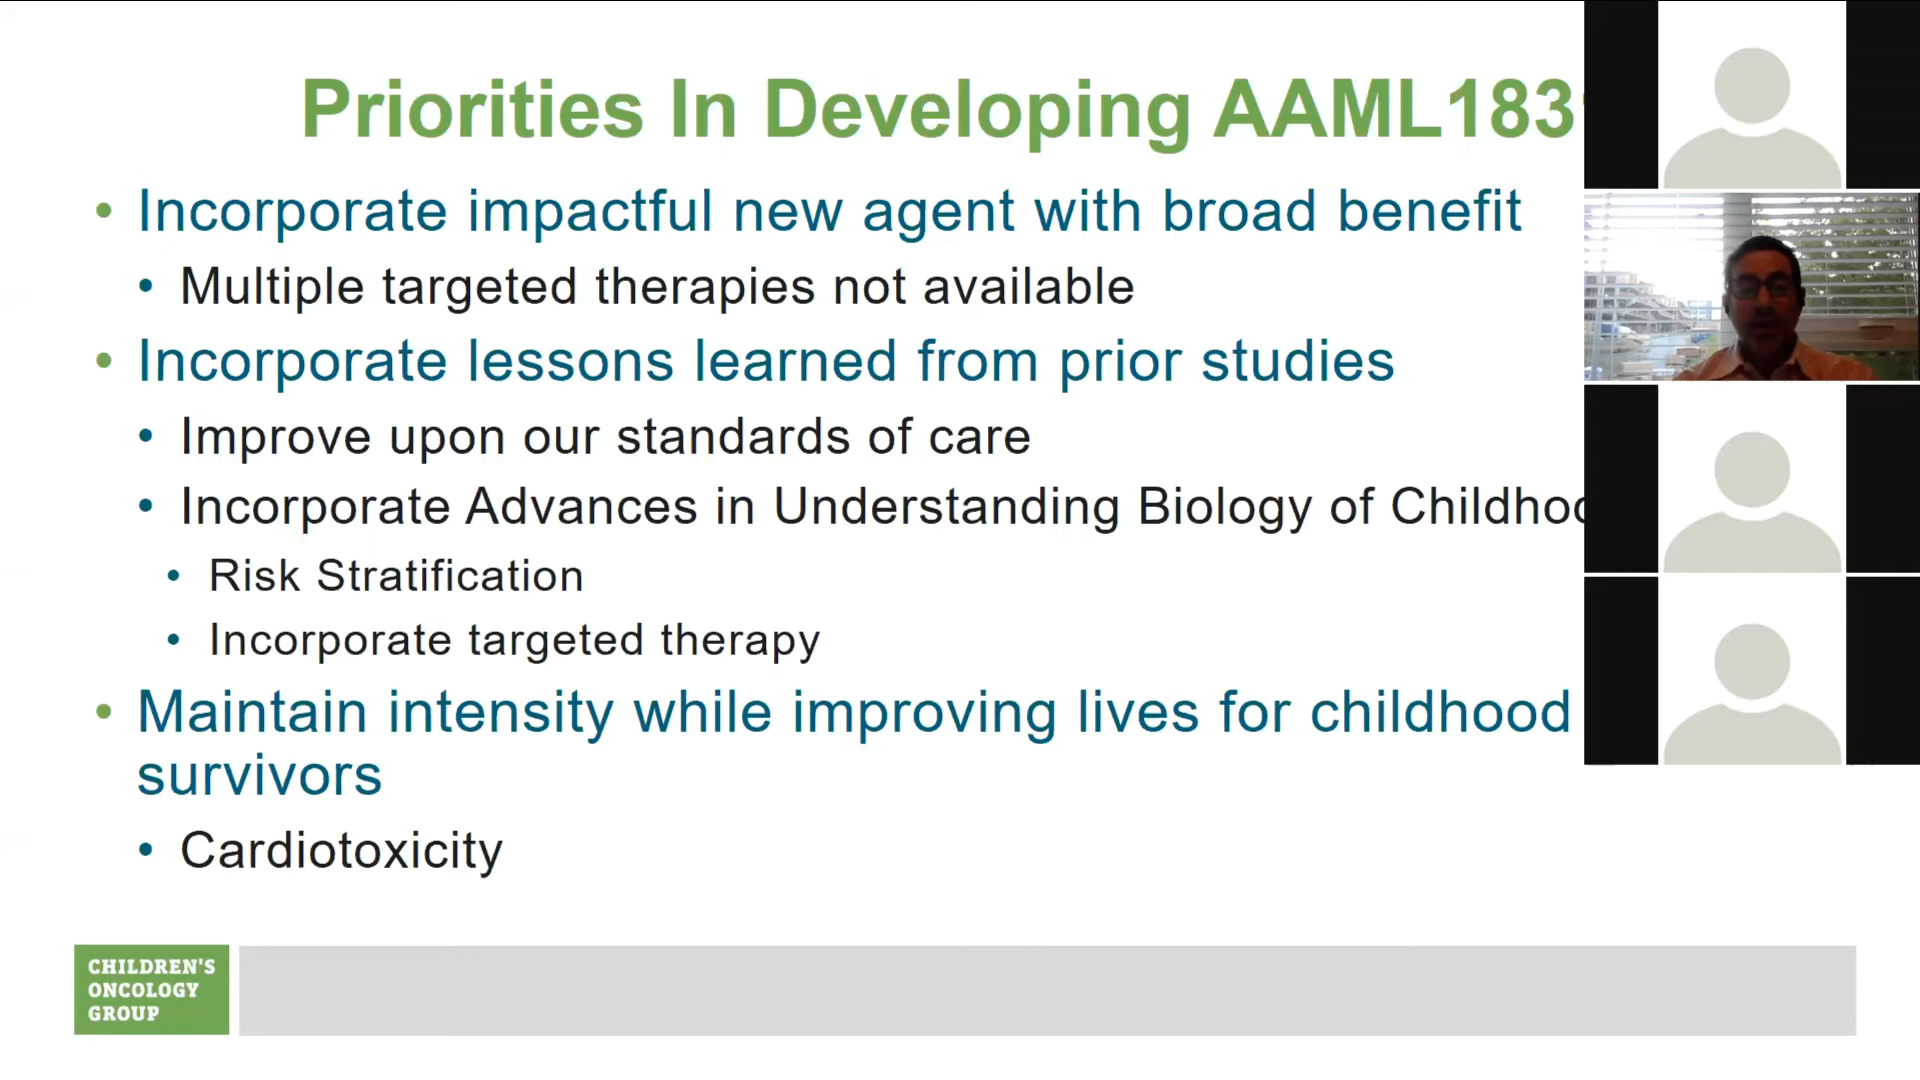 Priorities In Developing AAML183
• Incorporate impactful new agent with broad benefit
• Multiple targeted therapies not available
• Incorporate lessons learned from prior studies
• Improve upon our standards of care
• Incorporate Advances in Understanding Biology of
• Risk Stratification
• Incorporate targeted therapy
• Maintain intensity while improving lives for childhood
survivors
• Cardiotoxicity
CHILDREN'S
ONCOLOGY
GROUP